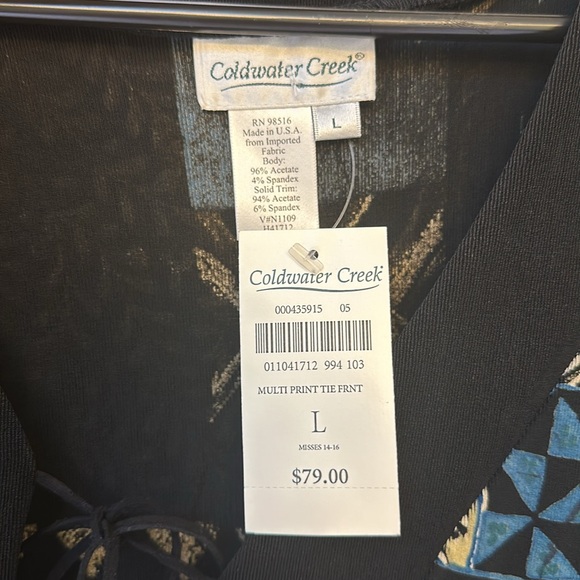 Coldwater Creek®
L
RN 98516
Made in U.S.A.
from Imported
Fabric
Body:
96% Acetate
4% Spandex
Solid Trim:
94% Acetate
6% Spandex
V#N1109
H41712
Coldwater Creek
000435915 05
011041712 994 103
MULTI PRINT TIE FRNT
L
MISSES 14-16
$79.00